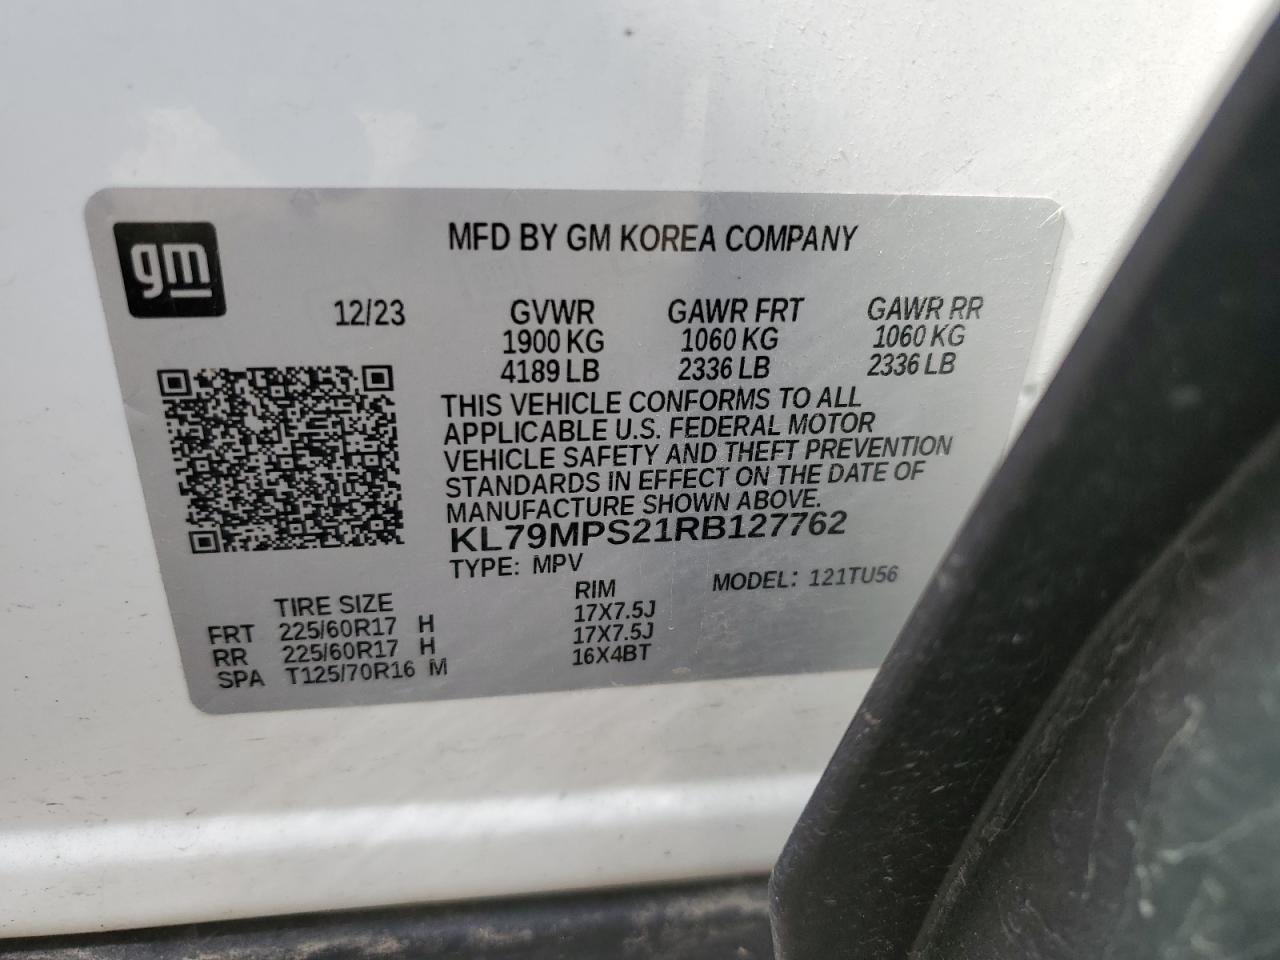 gm
MFD BY GM KOREA COMPANY
12/23 GVWR GAWR FRT GAWR RR
1900 KG 1060 KG 1060 KG
4189 LB 2336 LB 2336 LB
THIS VEHICLE CONFORMS TO ALL
APPLICABLE U.S. FEDERAL MOTOR
VEHICLE SAFETY AND THEFT PREVENTION
STANDARDS IN EFFECT ON THE DATE OF
MANUFACTURE SHOWN ABOVE.
KL79MPS21RB127762
TYPE: MPV MODEL: 121TU56
TIRE SIZE RIM
FRT 225/60R17 H 17X7.5J
RR 225/60R17 H 17X7.5J
SPA T125/70R16 M 16X4BT